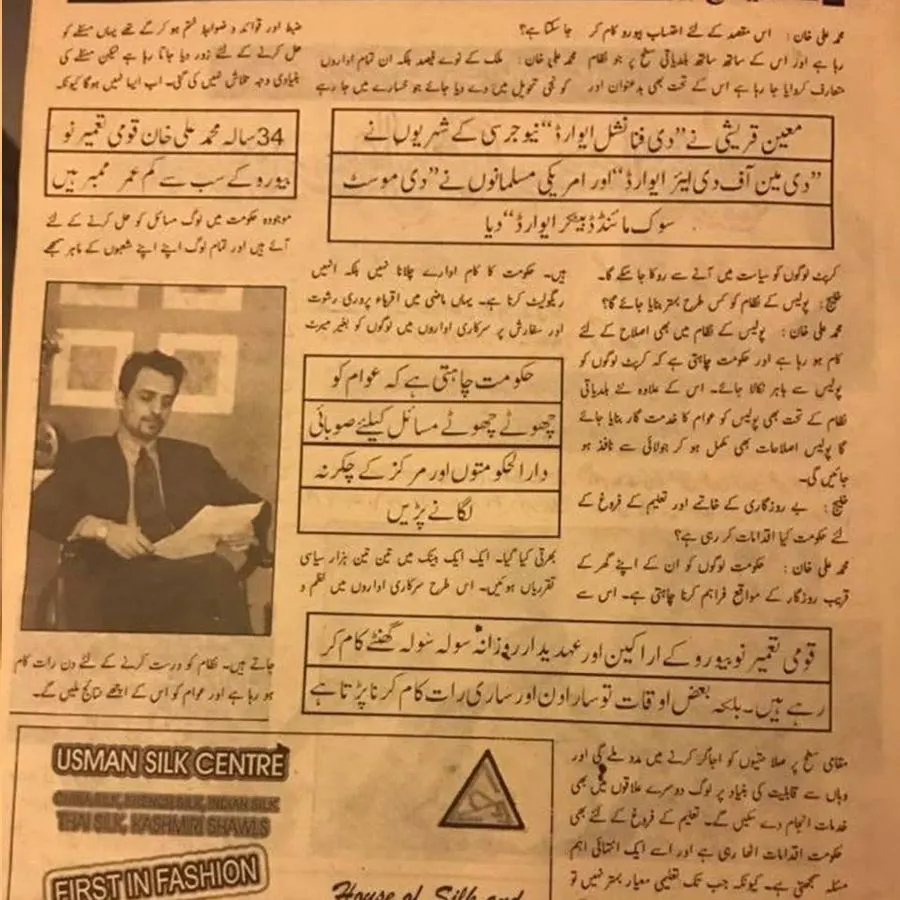 محمد علی خان : اس مقصد کے لئے احتساب بیورو کام کر
رہا ہے اور اس کے ساتھ ساتھ بلدیاتی سطح پر جو نظام
متعارف کروایا جا رہا ہے اس کے تحت بھی بدعنوان اور
کرپٹ لوگوں کو سیاست میں آنے سے روکا جا سکے گا۔
خلیج : پولیس کے نظام کو کس طرح بہتر بنایا جائے گا؟
محمد علی خان : پولیس کے نظام میں بھی اصلاح کے لئے
کام ہو رہا ہے اور حکومت چاہتی ہے کہ کرپٹ لوگوں کو
پولیس سے باہر نکالا جائے۔ اس کے علاوہ نئے بلدیاتی
نظام کے تحت بھی پولیس کو عوام کا خدمت گار بنایا جائے
گا پولیس اصلاحات بھی مکمل ہو کر جولائی سے نافذ ہو
جائیں گی۔
خلیج : بے روزگاری کے خاتمے اور تعلیم کے فروغ کے
لئے حکومت کیا اقدامات کر رہی ہے؟
محمد علی خان : حکومت لوگوں کو ان کے اپنے گھر کے
قریب روزگار کے مواقع فراہم کرنا چاہتی ہے۔ اس سے
مقامی سطح پر صلاحیتوں کو اجاگر کرنے میں مدد ملے گی اور
وہاں سے قابلیت کی بنیاد پر لوگ دوسرے علاقوں میں بھی
خدمات انجام دے سکیں گے۔ تعلیم کے فروغ کے لئے بھی
حکومت اقدامات اٹھا رہی ہے اور اسے ایک انتہائی اہم
مسئلہ سمجھتی ہے۔ کیونکہ جب تک تعلیمی معیار بہتر نہیں تو
جا سکتا ہے؟
محمد علی خان : ملک کے نوے فیصد بلکہ ان تمام اداروں
کو نجی تحویل میں دے دیا جائے جو خسارے میں جا رہے
ہیں۔ حکومت کا کام ادارے چلانا نہیں بلکہ انہیں
ریگولیٹ کرنا ہے۔ یہاں ماضی میں اقرباء پروری رشوت
اور سفارش پر سرکاری اداروں میں لوگوں کو بغیر میرٹ
بھرتی کیا گیا۔ ایک ایک بینک میں تین تین ہزار سیاسی
تقرریاں ہوئیں۔ اس طرح سرکاری اداروں میں نظم و
ضبط اور قوائد و ضوابط ختم ہو کر گئے تھے یہاں مسئلے کو
حل کرنے کے لئے زور دیا جاتا رہا ہے لیکن مسئلے کی
بنیادی وجہ تلاش نہیں کی گئی۔ اب ایسا نہیں ہو گا کیونکہ
موجودہ حکومت میں لوگ مسائل کو حل کرنے کے لئے
آئے ہیں اور تمام لوگ اپنے اپنے شعبوں کے ماہر سمجھے
جاتے ہیں۔ نظام کو درست کرنے کے لئے دن رات کام
ہو رہا ہے اور عوام کو اس کے اچھے نتائج ملیں گے۔
معین قریشی نے ”دی فنانشل ایوارڈ“ نیو جرسی کے شہریوں نے
”دی مین آف دی ایئر ایوارڈ“ اور امریکی مسلمانوں نے ”دی موسٹ
سوک مائنڈڈ بینکر ایوارڈ“ دیا
34 سالہ محمد علی خان قومی تعمیر نو
بیورو کے سب سے کم عمر ممبر ہیں
حکومت چاہتی ہے کہ عوام کو
چھوٹے چھوٹے مسائل کیلئے صوبائی
دارالحکومتوں اور مرکز کے چکر نہ
لگانے پڑیں
قومی تعمیر نو بیورو کے اراکین اور عہدیدار روزانہ سولہ سولہ گھنٹے کام کر
رہے ہیں۔ بلکہ بعض اوقات تو سارا دن اور ساری رات کام کرنا پڑتا ہے
USMAN SILK CENTRE
CHINA SILK, FRENCH SILK, INDIAN SILK
THAI SILK, KASHMIRI SHAWLS
FIRST IN FASHION
House of Silk and